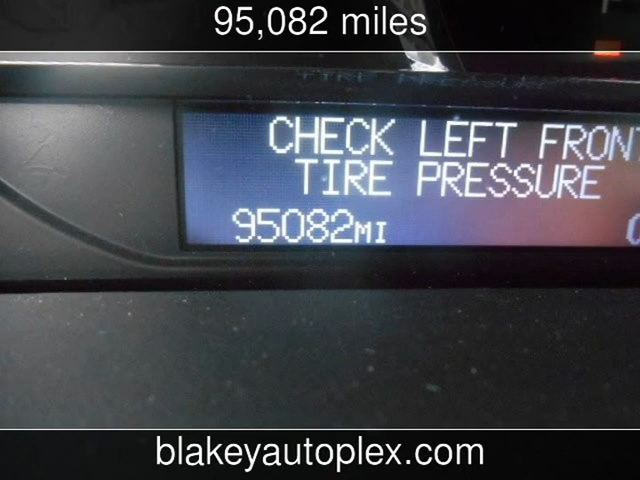 95,082 miles
CHECK LEFT FRONT
TIRE PRESSURE
95082MI
blakeyautoplex.com